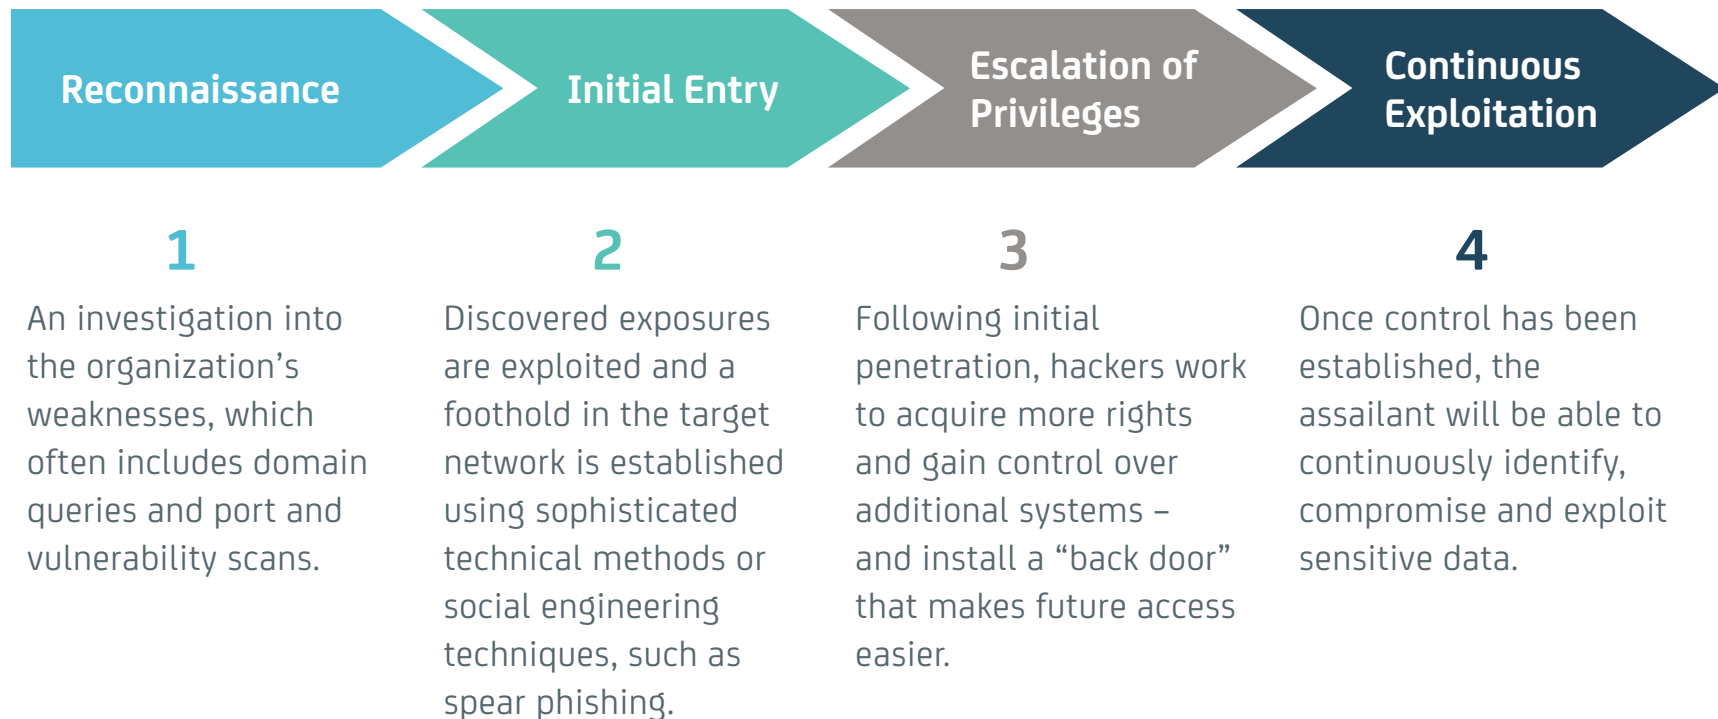 Reconnaissance
Initial Entry
Escalation of
Privileges
Continuous
Exploitation
1
An investigation into
the organization’s
weaknesses, which
often includes domain
queries and port and
vulnerability scans.
2
Discovered exposures
are exploited and a
foothold in the target
network is established
using sophisticated
technical methods or
social engineering
techniques, such as
spear phishing.
3
Following initial
penetration, hackers work
to acquire more rights
and gain control over
additional systems –
and install a “back door”
that makes future access
easier.
4
Once control has been
established, the
assailant will be able to
continuously identify,
compromise and exploit
sensitive data.